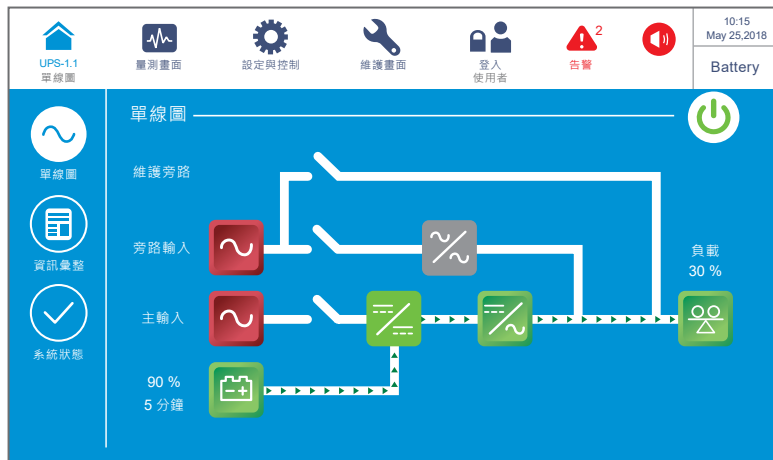 UPS-1.1
單線圖
量測畫面
設定與控制
維護畫面
登入
使用者
2
告警
10:15
May 25,2018
Battery
單線圖
資訊彙整
系統狀態
單線圖
維護旁路
旁路輸入
負載
30 %
主輸入
90 %
5 分鐘